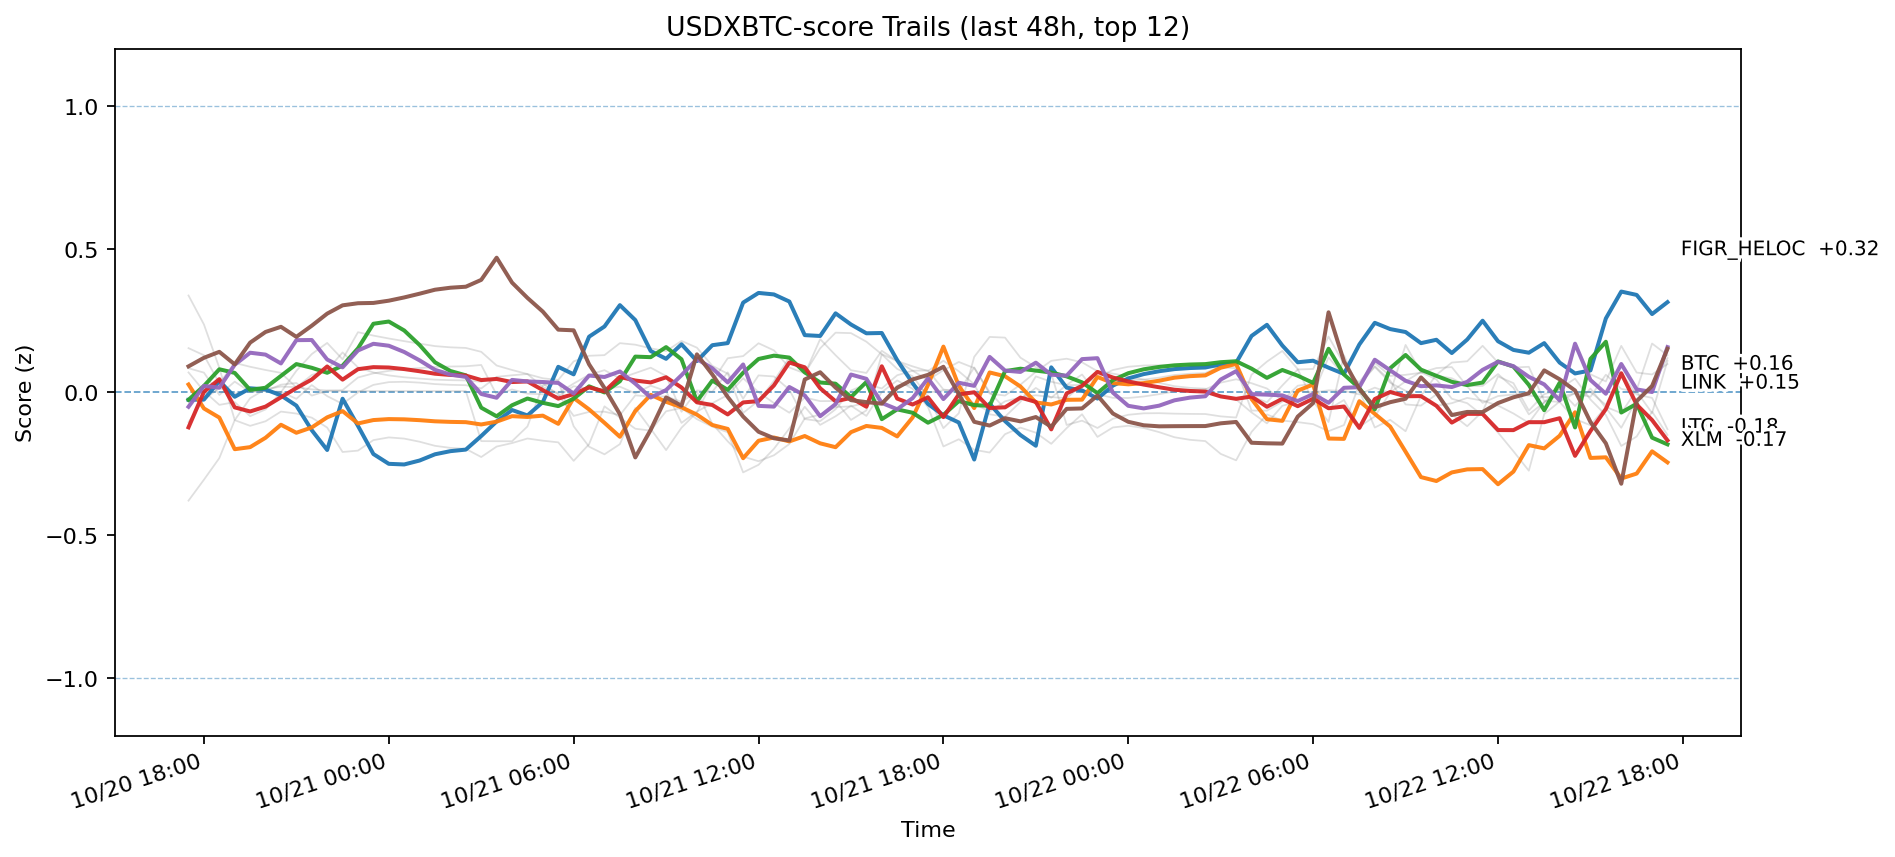 USDXBTC-score Trails (last 48h, top 12)
Score (z)
1.0
0.5
0.0
−0.5
−1.0
FIGR_HELOC +0.32
BTC +0.16
LINK +0.15
LTC -0.18
XLM -0.17
10/20 18:00
10/21 00:00
10/21 06:00
10/21 12:00
10/21 18:00
10/22 00:00
10/22 06:00
10/22 12:00
10/22 18:00
Time